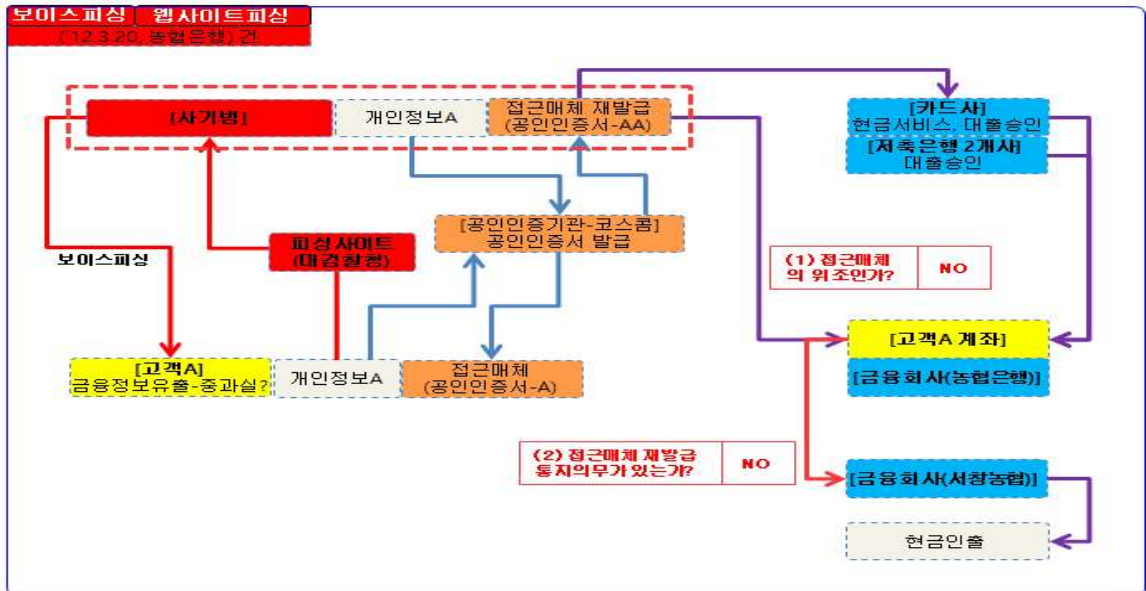 보이스피싱 웹사이트피싱
('12.3.20, 농협은행) 건
[사기범]
개인정보A
접근매체 재발급
(공인인증서-AA)
[카드사]
현금서비스, 대출승인
[저축은행 2개사]
대출승인
[공인인증기관-코스콤]
공인인증서 발급
피싱사이트
(대검찰청)
보이스피싱
(1) 접근매체
의 위조인가?
NO
[고객A]
금융정보유출-중과실?
개인정보A
접근매체
(공인인증서-A)
[고객A 계좌]
[금융회사(농협은행)]
(2) 접근매체 재발급
통지의무가 있는가?
NO
[금융회사(서창농협)]
현금인출